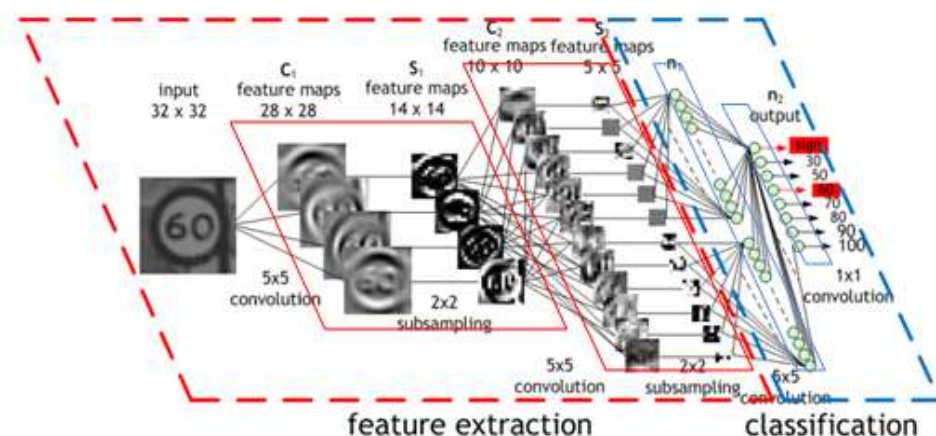 input
32 x 32
C₁
feature maps
28 x 28
S₁
feature maps
14 x 14
C₂
feature maps
10 x 10
S₂
feature maps
5 x 5
n₁
n₂
output
60
5x5
convolution
2x2
subsampling
5x5
convolution
2x2
subsampling
convolution
1x1
convolution
30
50
60
70
80
90
100
feature extraction
classification